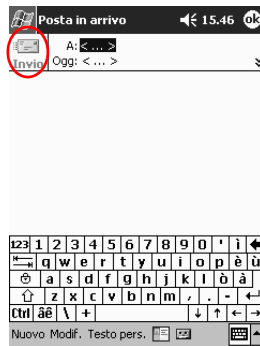 Posta in arrivo 15.46 ok
Invio
A: < ... >
Ogg: < ... >
123 1 2 3 4 5 6 7 8 9 0 ' ì
q w e r t y u i o p è ù
a s d f g h j k l ò à
z x c v b n m , . -
Ctrl áê \ +
Nuovo Modif. Testo pers.